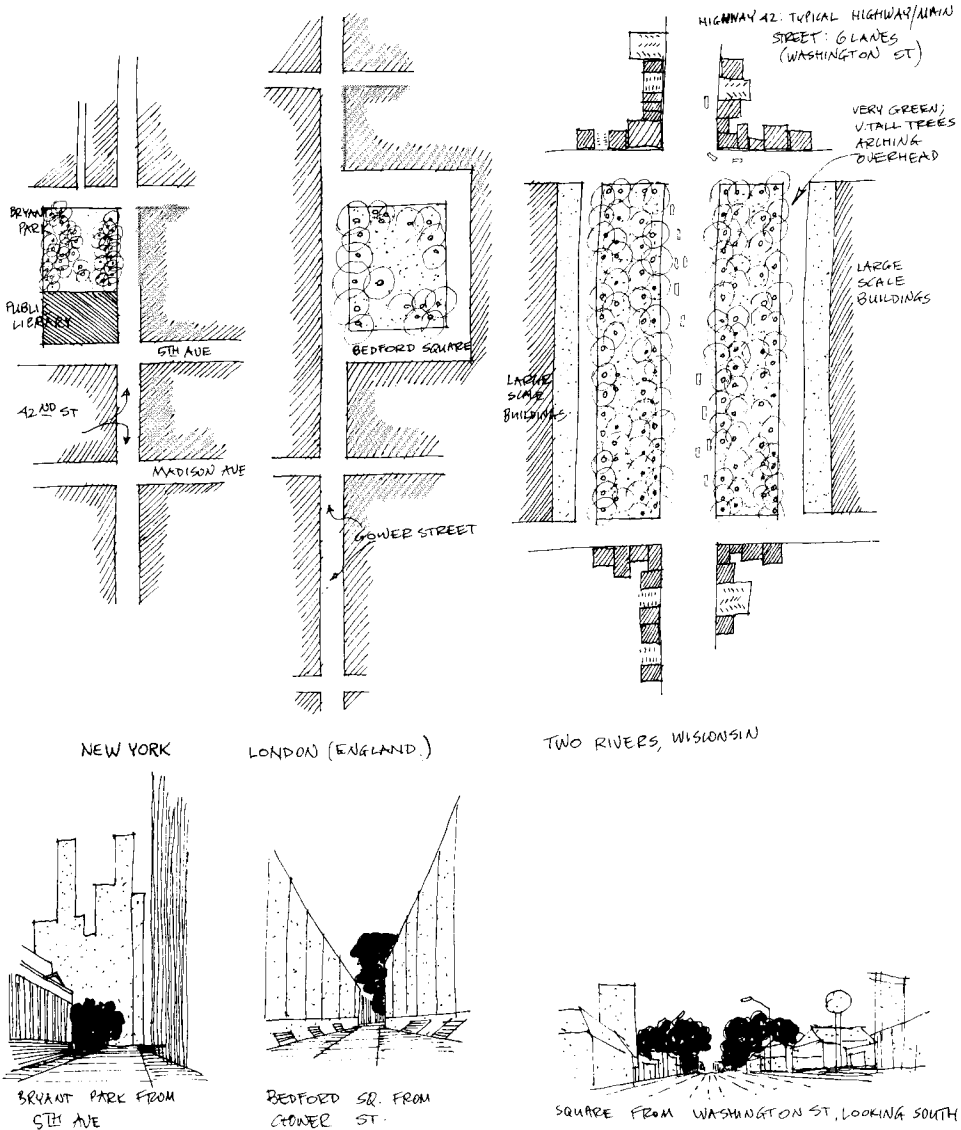 HIGHWAY 42: TYPICAL HIGHWAY/MAIN
STREET: 6 LANES
(WASHINGTON ST)
VERY GREEN;
V. TALL TREES
ARCHING
OVERHEAD
BRYANT
PARK
PUBLI
LIBRARY
5TH AVE
42ND ST
MADISON AVE
BEDFORD SQUARE
GOWER STREET
LARGE
SCALE
BUILDINGS
LARGE
SCALE
BUILDINGS
NEW YORK
LONDON (ENGLAND.)
TWO RIVERS, WISCONSIN
BRYANT PARK FROM
5TH AVE
BEDFORD SQ. FROM
GOWER ST.
SQUARE FROM WASHINGTON ST, LOOKING SOUTH